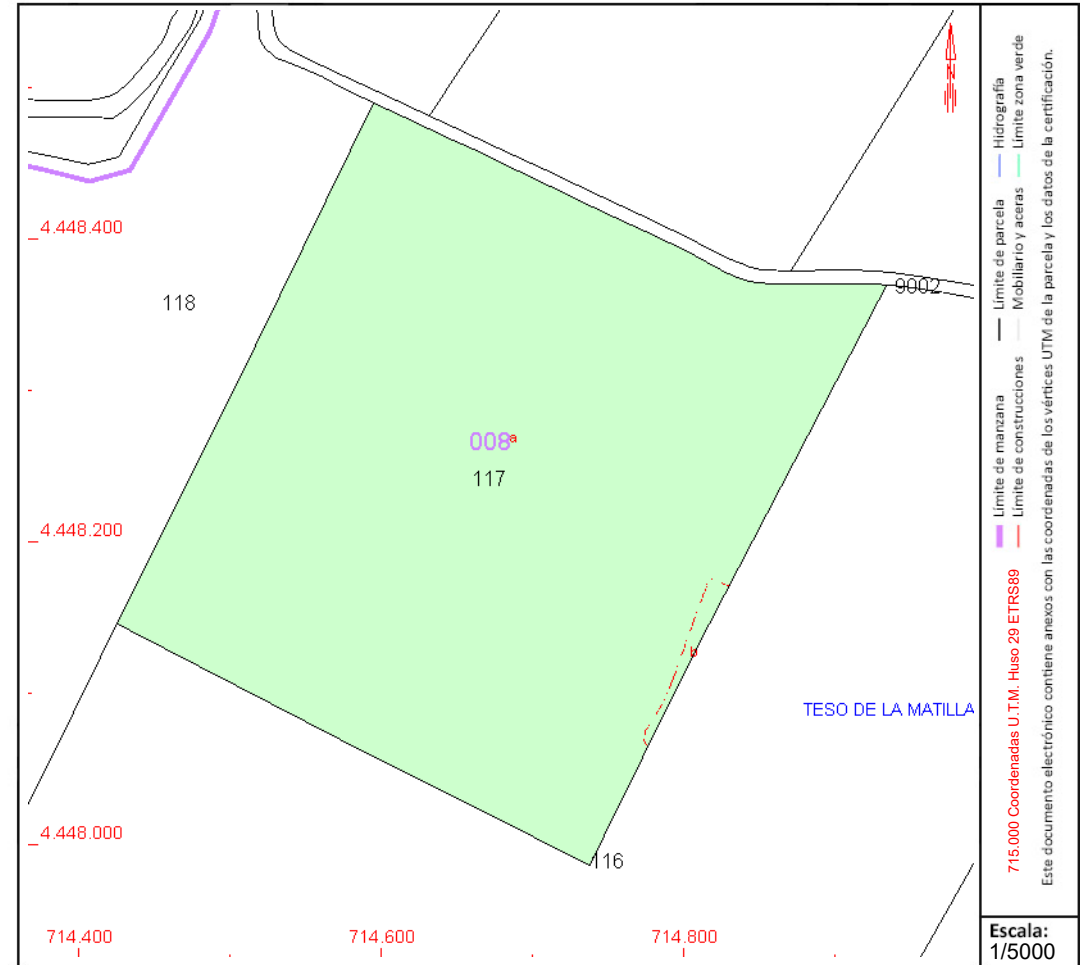 4.448.400
118
9002
008 a
117
4.448.200
b
TESO DE LA MATILLA
4.448.000
116
714.400
714.600
714.800
N
Hidrografía
Límite zona verde
Límite de parcela
Mobiliario y aceras
Límite de manzana
Límite de construcciones
715.000 Coordenadas U.T.M. Huso 29 ETRS89
Este documento electrónico contiene anexos con las coordenadas de los vértices UTM de la parcela y los datos de la certificación.
Escala:
1/5000